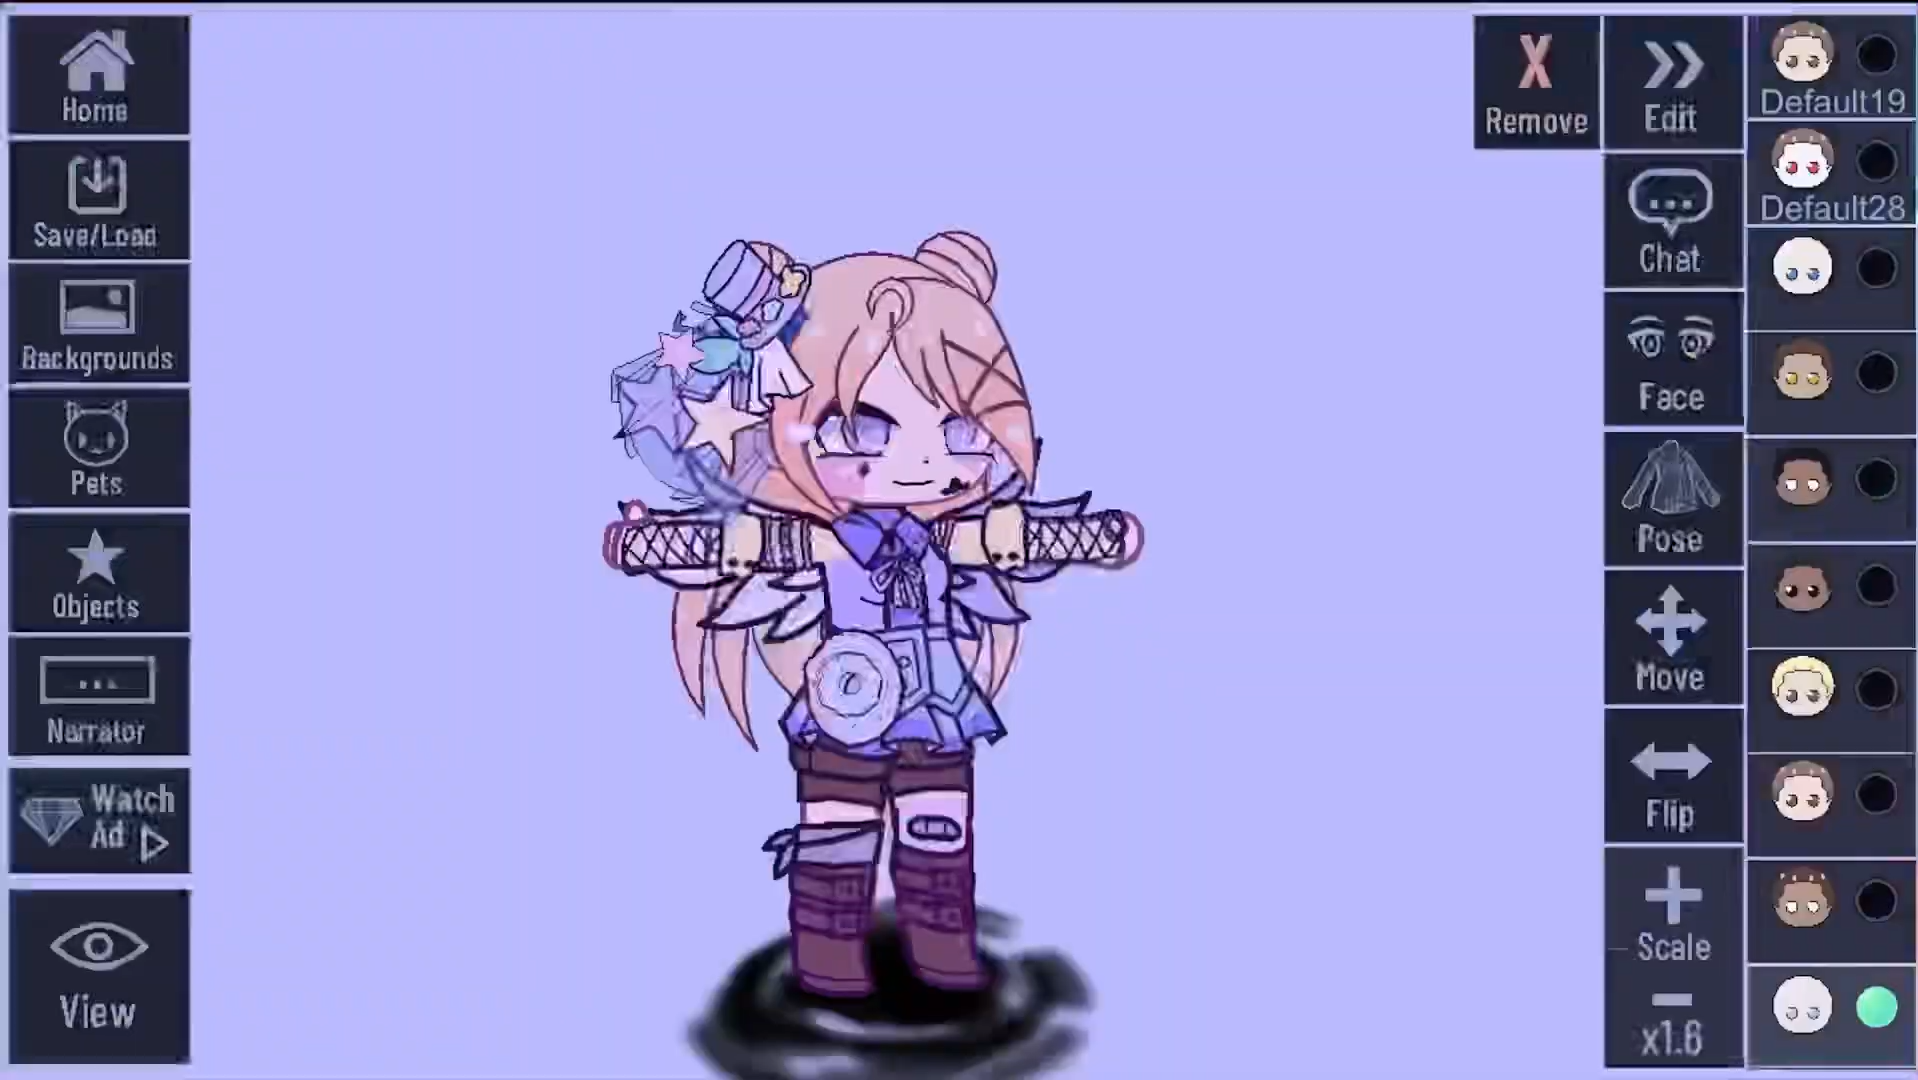 Home
Save/Load
Backgrounds
Pets
Objects
Narrator
Watch
Ad
View
X
Remove
Edit
Chat
Face
Pose
Move
Flip
Scale
x1.6
Default19
Default28